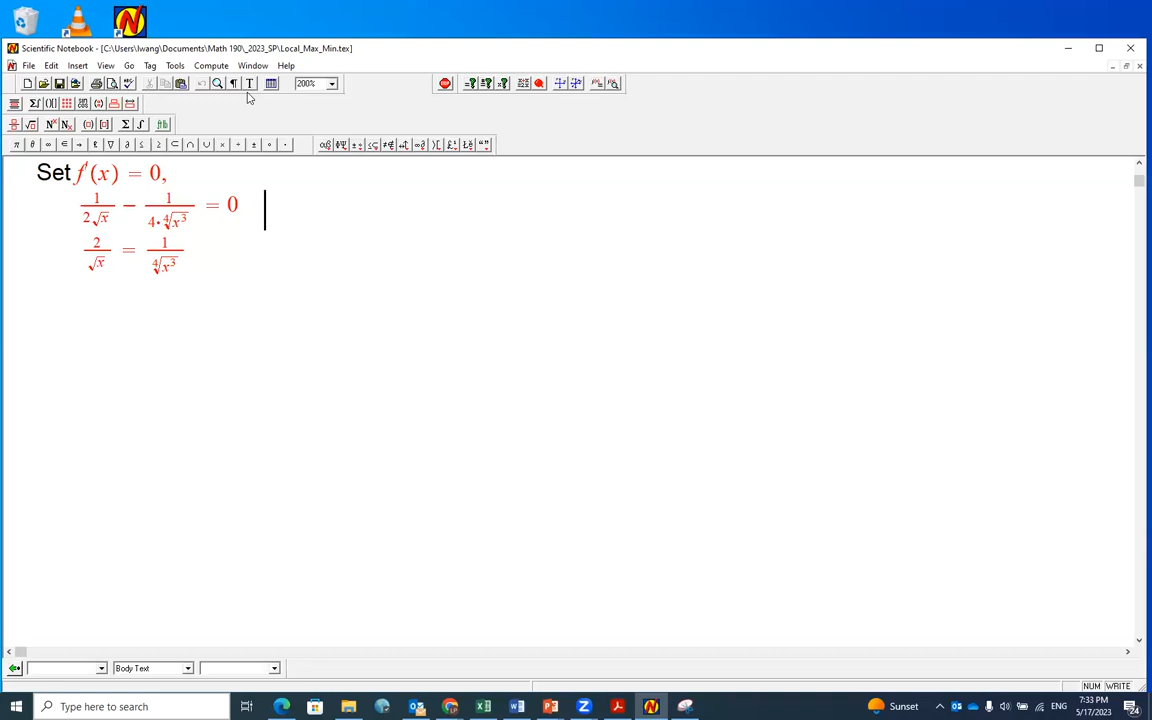 Scientific Notebook - [C:\Users\lwang\Documents\Math 190\_2023_SP\Local_Max_Min.tex]
File Edit Insert View Go Tag Tools Compute Window Help
200%
Set f′(x) = 0,
1/(2√x) − 1/(4·∜x³) = 0
2/√x = 1/∜x³
Body Text
NUM WRITE
Type here to search
Sunset
ENG
7:33 PM
5/17/2023
24